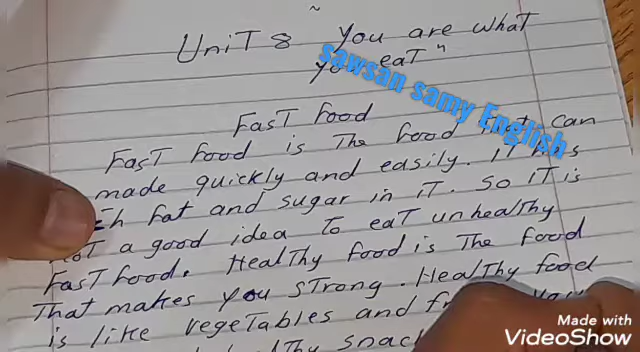 UniT 8 You are what
you eaT"
sawsan samy English
FasT Food
FasT Food is The Food can
made quickly and easily. IT
Fat and sugar in iT. So iT is
a good idea To eaT unhealThy
FasT Food. HealThy Food is The Food
ThaT makes you sTrong. HealThy Food
is like vegeTables and
snack
Made with
VideoShow